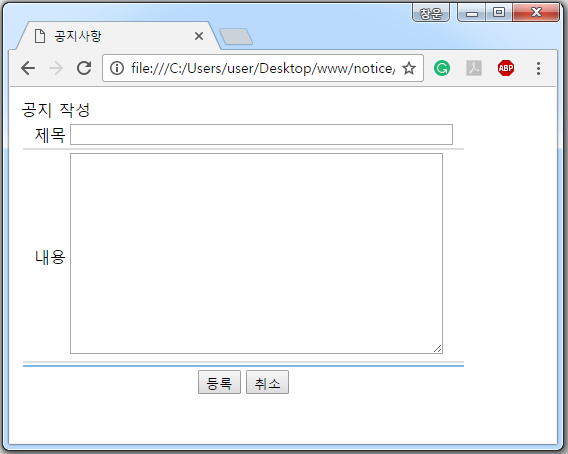 창문
공지사항
file:///C:/Users/user/Desktop/www/notice/
ABP
공지 작성
제목
내용
등록 취소